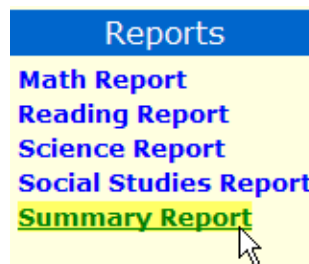 Reports
Math Report
Reading Report
Science Report
Social Studies Report
Summary Report